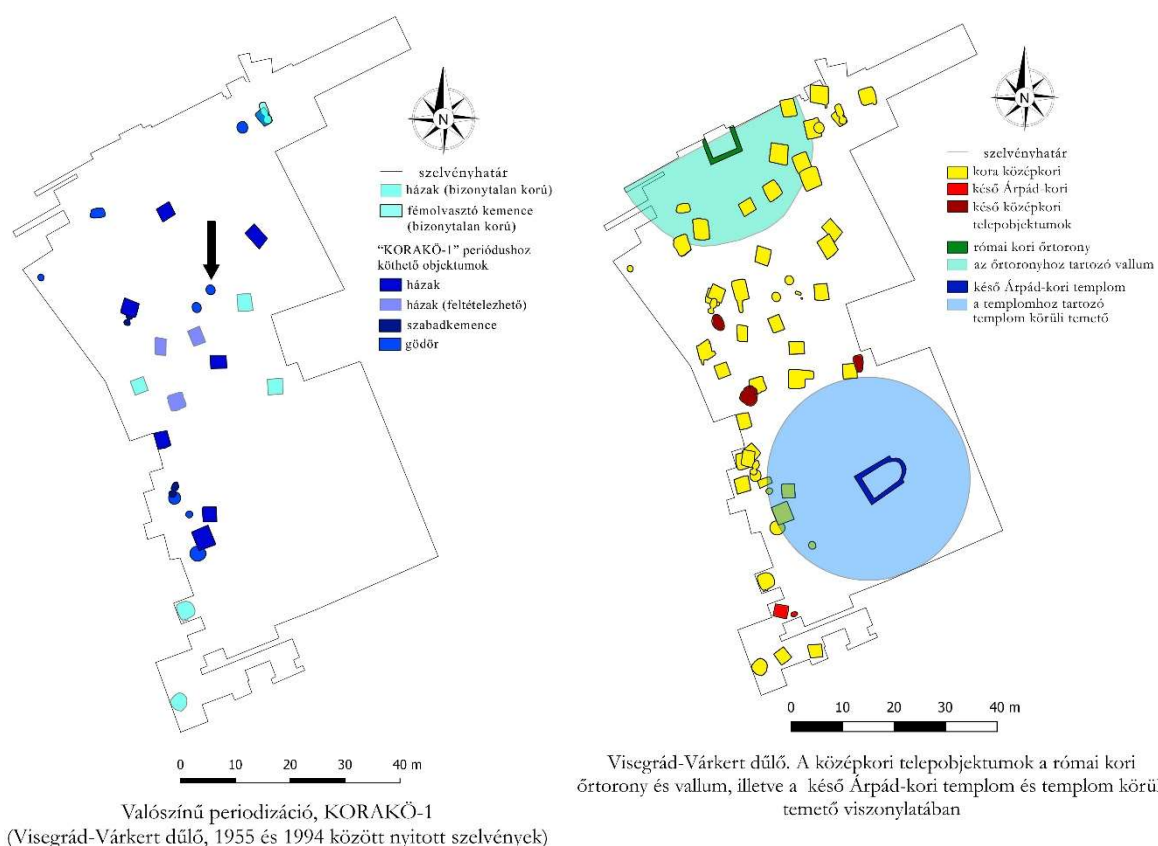 N
szelvényhatár
házak (bizonytalan korú)
fémolvasztó kemence
(bizonytalan korú)
"KORAKÖ-1" periódushoz
köthető objektumok
házak
házak (feltételezhető)
szabadkemence
gödör
0 10 20 30 40 m
Valószínű periodizáció, KORAKÖ-1
(Visegrád-Várkert dűlő, 1955 és 1994 között nyitott szelvények)
N
szelvényhatár
kora középkori
késő Árpád-kori
késő középkori
telepobjektumok
római kori őrtorony
az őrtoronyhoz tartozó vallum
késő Árpád-kori templom
a templomhoz tartozó
templom körüli temető
0 10 20 30 40 m
Visegrád-Várkert dűlő. A középkori telepobjektumok a római kori
őrtorony és vallum, illetve a késő Árpád-kori templom és templom körül
temető viszonylatában